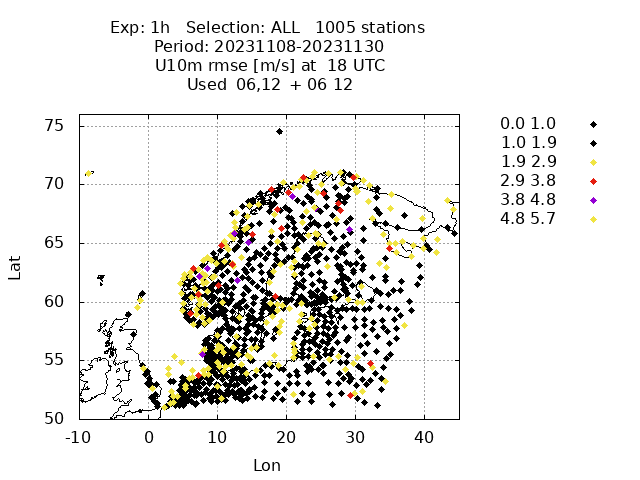 Exp: 1h   Selection: ALL   1005 stations
Period: 20231108-20231130
U10m rmse [m/s] at  18 UTC
Used  06,12  + 06 12
0.0 1.0
1.0 1.9
1.9 2.9
2.9 3.8
3.8 4.8
4.8 5.7
75
70
65
60
55
50
Lat
-10 0 10 20 30 40
Lon